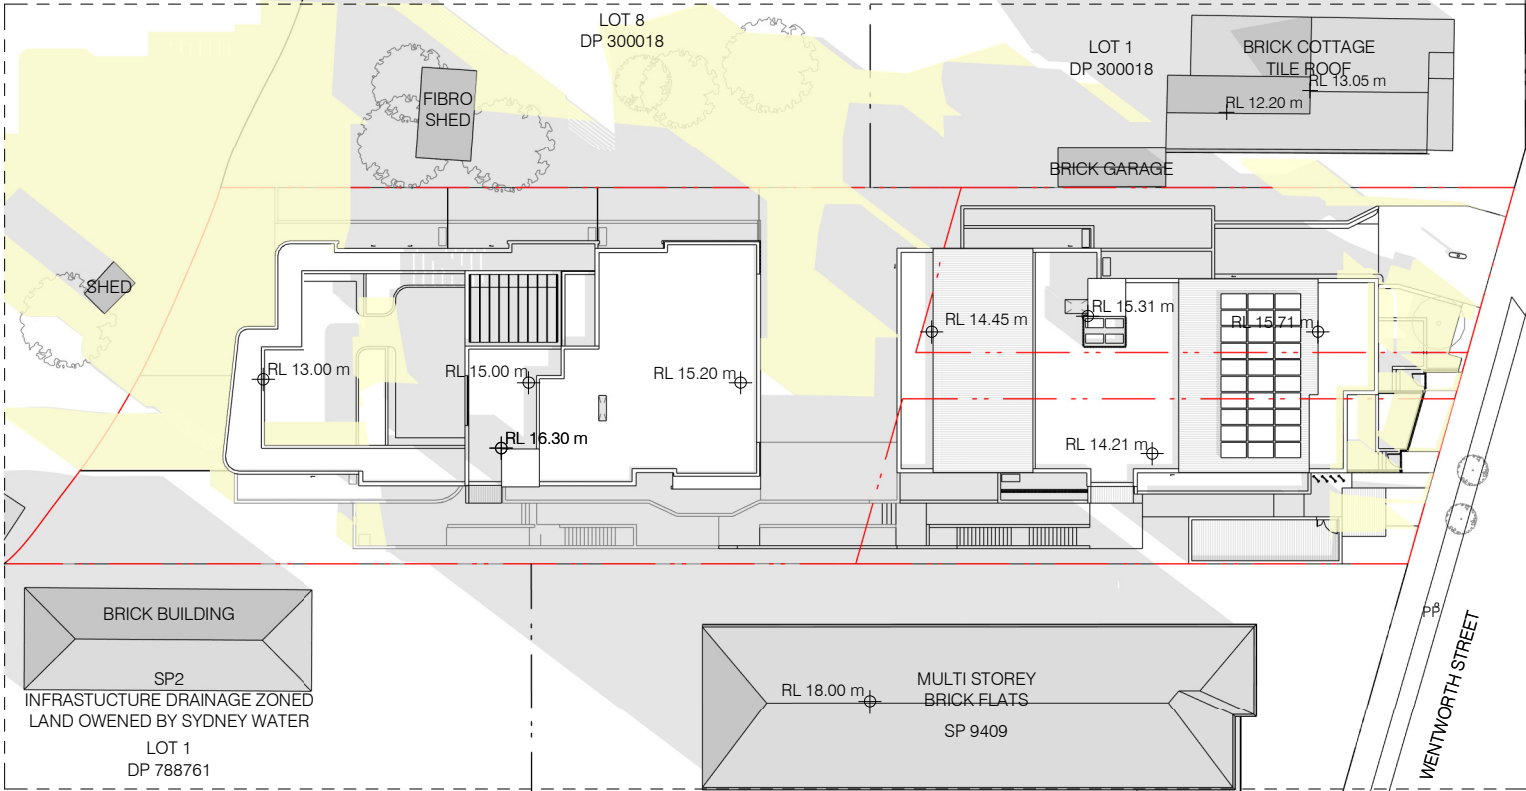 LOT 8
DP 300018
LOT 1
DP 300018
BRICK COTTAGE
TILE ROOF
RL 13.05 m
RL 12.20 m
FIBRO
SHED
BRICK GARAGE
SHED
RL 15.31 m
RL 14.45 m
RL 15.71 m
RL 13.00 m
RL 15.00 m
RL 15.20 m
RL 16.30 m
RL 14.21 m
BRICK BUILDING
SP2
INFRASTUCTURE DRAINAGE ZONED
LAND OWENED BY SYDNEY WATER
LOT 1
DP 788761
RL 18.00 m
MULTI STOREY
BRICK FLATS
SP 9409
PP
WENTWORTH STREET